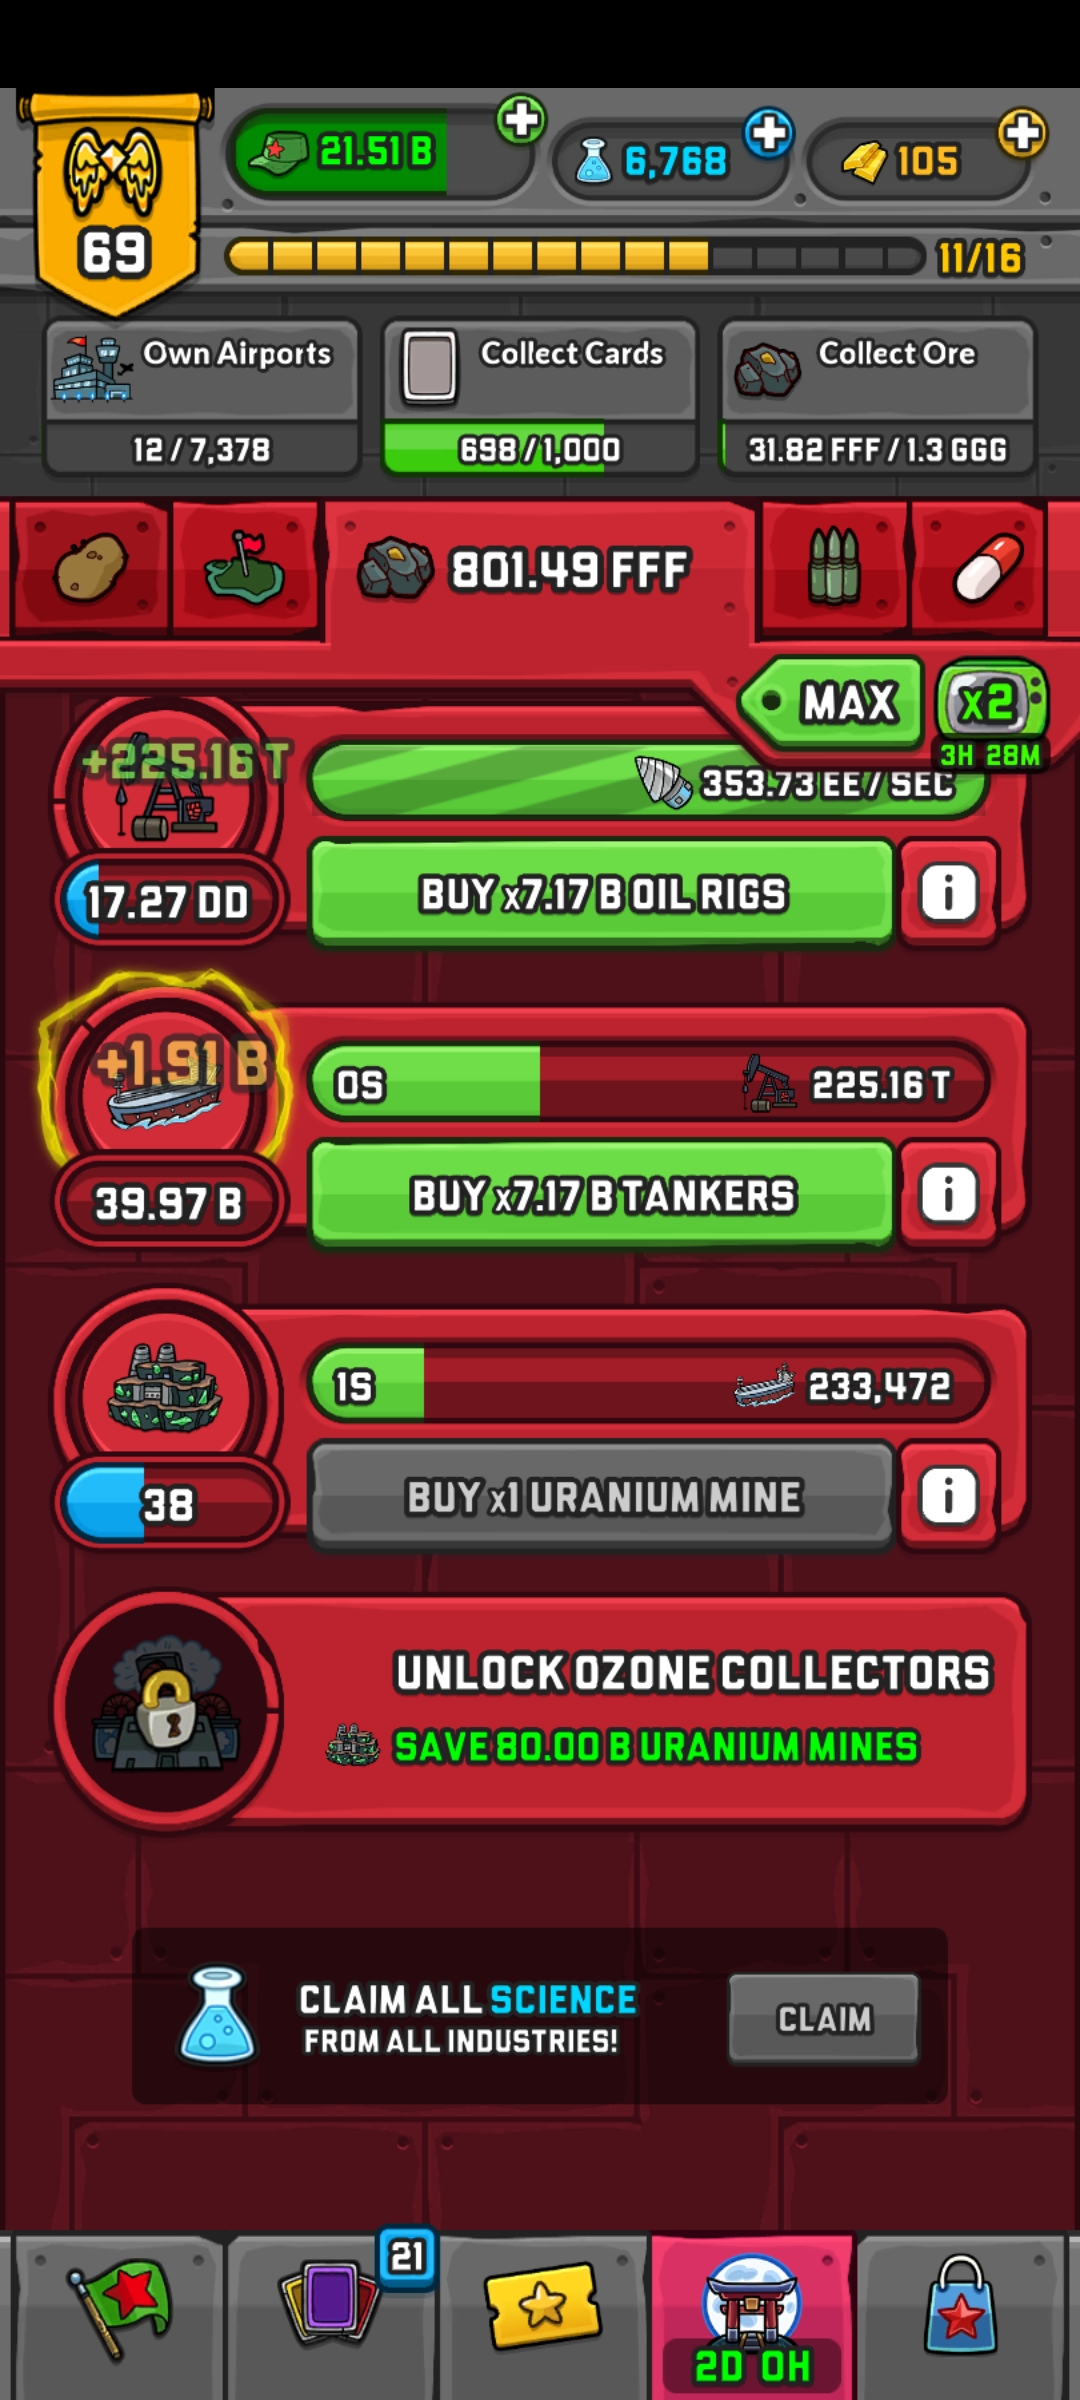 69
21.51 B
6,768
105
11/16
Own Airports
12 / 7,378
Collect Cards
698 / 1,000
Collect Ore
31.82 FFF / 1.3 GGG
801.49 FFF
MAX
x2
3H 28M
+225.16 T
353.73 EE / SEC
17.27 DD
BUY x7.17 B OIL RIGS
i
+1.91 B
0S
225.16 T
39.97 B
BUY x7.17 B TANKERS
i
1S
233,472
38
BUY x1 URANIUM MINE
i
UNLOCK OZONE COLLECTORS
SAVE 80.00 B URANIUM MINES
CLAIM ALL SCIENCE
FROM ALL INDUSTRIES!
CLAIM
21
2D 0H